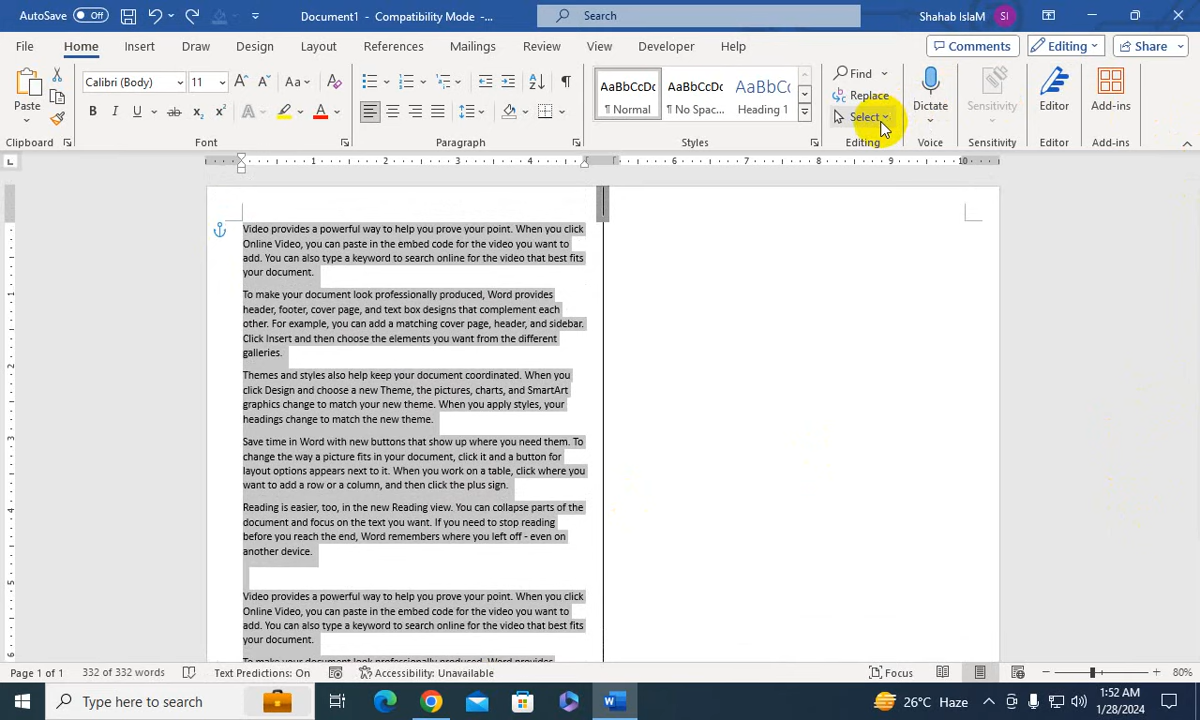 AutoSave Off Document1 - Compatibility Mode -... Search Shahab IslaM SI
File Home Insert Draw Design Layout References Mailings Review View Developer Help Comments Editing Share
Paste Calibri (Body) 11 Aa AaBbCcDc AaBbCcDc AaBbCc Find Replace Select Dictate Sensitivity Editor Add-ins
¶ Normal ¶ No Spac... Heading 1
Clipboard Font Paragraph Styles Editing Voice Sensitivity Editor Add-ins
1 2 3 4 5 6 7 8 9 10
Video provides a powerful way to help you prove your point. When you click
Online Video, you can paste in the embed code for the video you want to
add. You can also type a keyword to search online for the video that best fits
your document.
To make your document look professionally produced, Word provides
header, footer, cover page, and text box designs that complement each
other. For example, you can add a matching cover page, header, and sidebar.
Click Insert and then choose the elements you want from the different
galleries.
Themes and styles also help keep your document coordinated. When you
click Design and choose a new Theme, the pictures, charts, and SmartArt
graphics change to match your new theme. When you apply styles, your
headings change to match the new theme.
Save time in Word with new buttons that show up where you need them. To
change the way a picture fits in your document, click it and a button for
layout options appears next to it. When you work on a table, click where you
want to add a row or a column, and then click the plus sign.
Reading is easier, too, in the new Reading view. You can collapse parts of the
document and focus on the text you want. If you need to stop reading
before you reach the end, Word remembers where you left off - even on
another device.
Video provides a powerful way to help you prove your point. When you click
Online Video, you can paste in the embed code for the video you want to
add. You can also type a keyword to search online for the video that best fits
your document.
To make your document look professionally produced, Word provides
Page 1 of 1 332 of 332 words Text Predictions: On Accessibility: Unavailable Focus 80%
Type here to search 26°C Haze 1:52 AM
1/28/2024